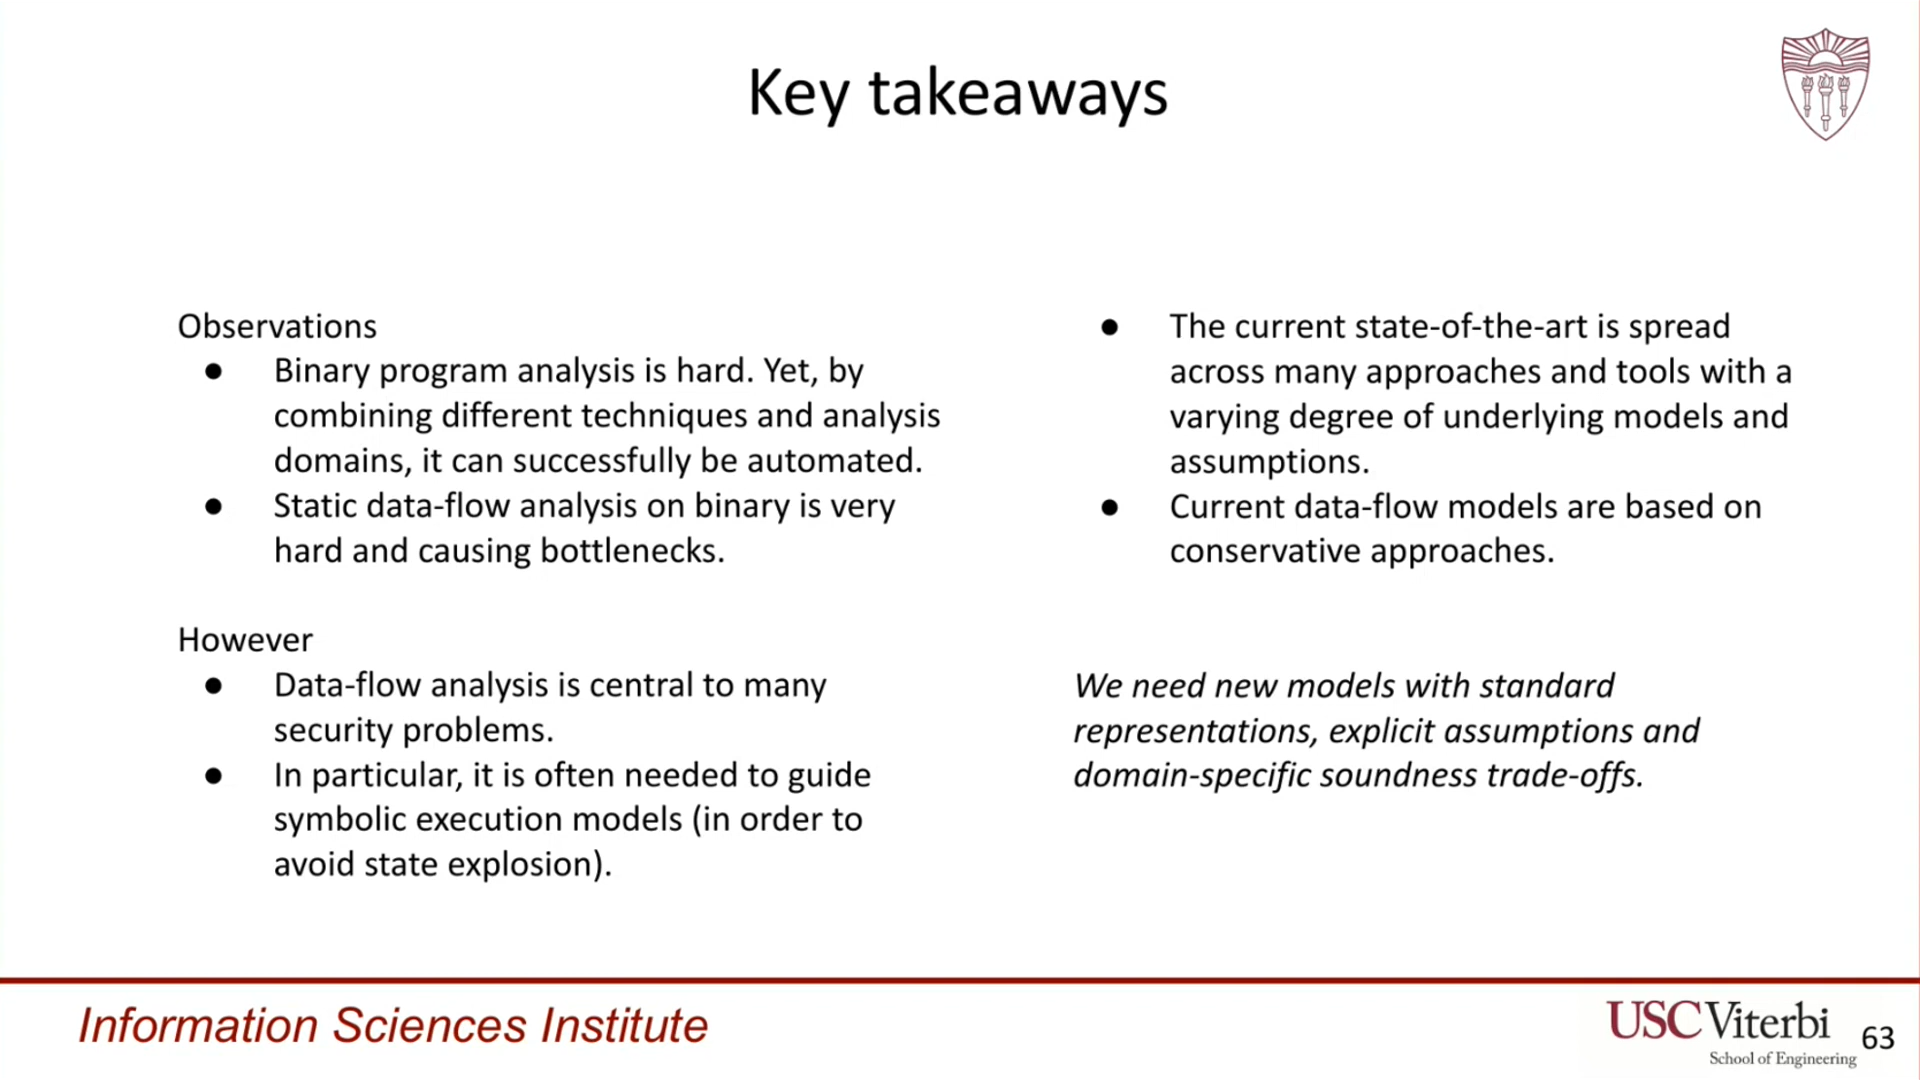 Key takeaways
Observations
● Binary program analysis is hard. Yet, by
combining different techniques and analysis
domains, it can successfully be automated.
● Static data-flow analysis on binary is very
hard and causing bottlenecks.
However
● Data-flow analysis is central to many
security problems.
● In particular, it is often needed to guide
symbolic execution models (in order to
avoid state explosion).
● The current state-of-the-art is spread
across many approaches and tools with a
varying degree of underlying models and
assumptions.
● Current data-flow models are based on
conservative approaches.
We need new models with standard
representations, explicit assumptions and
domain-specific soundness trade-offs.
Information Sciences Institute
USC Viterbi
School of Engineering
63